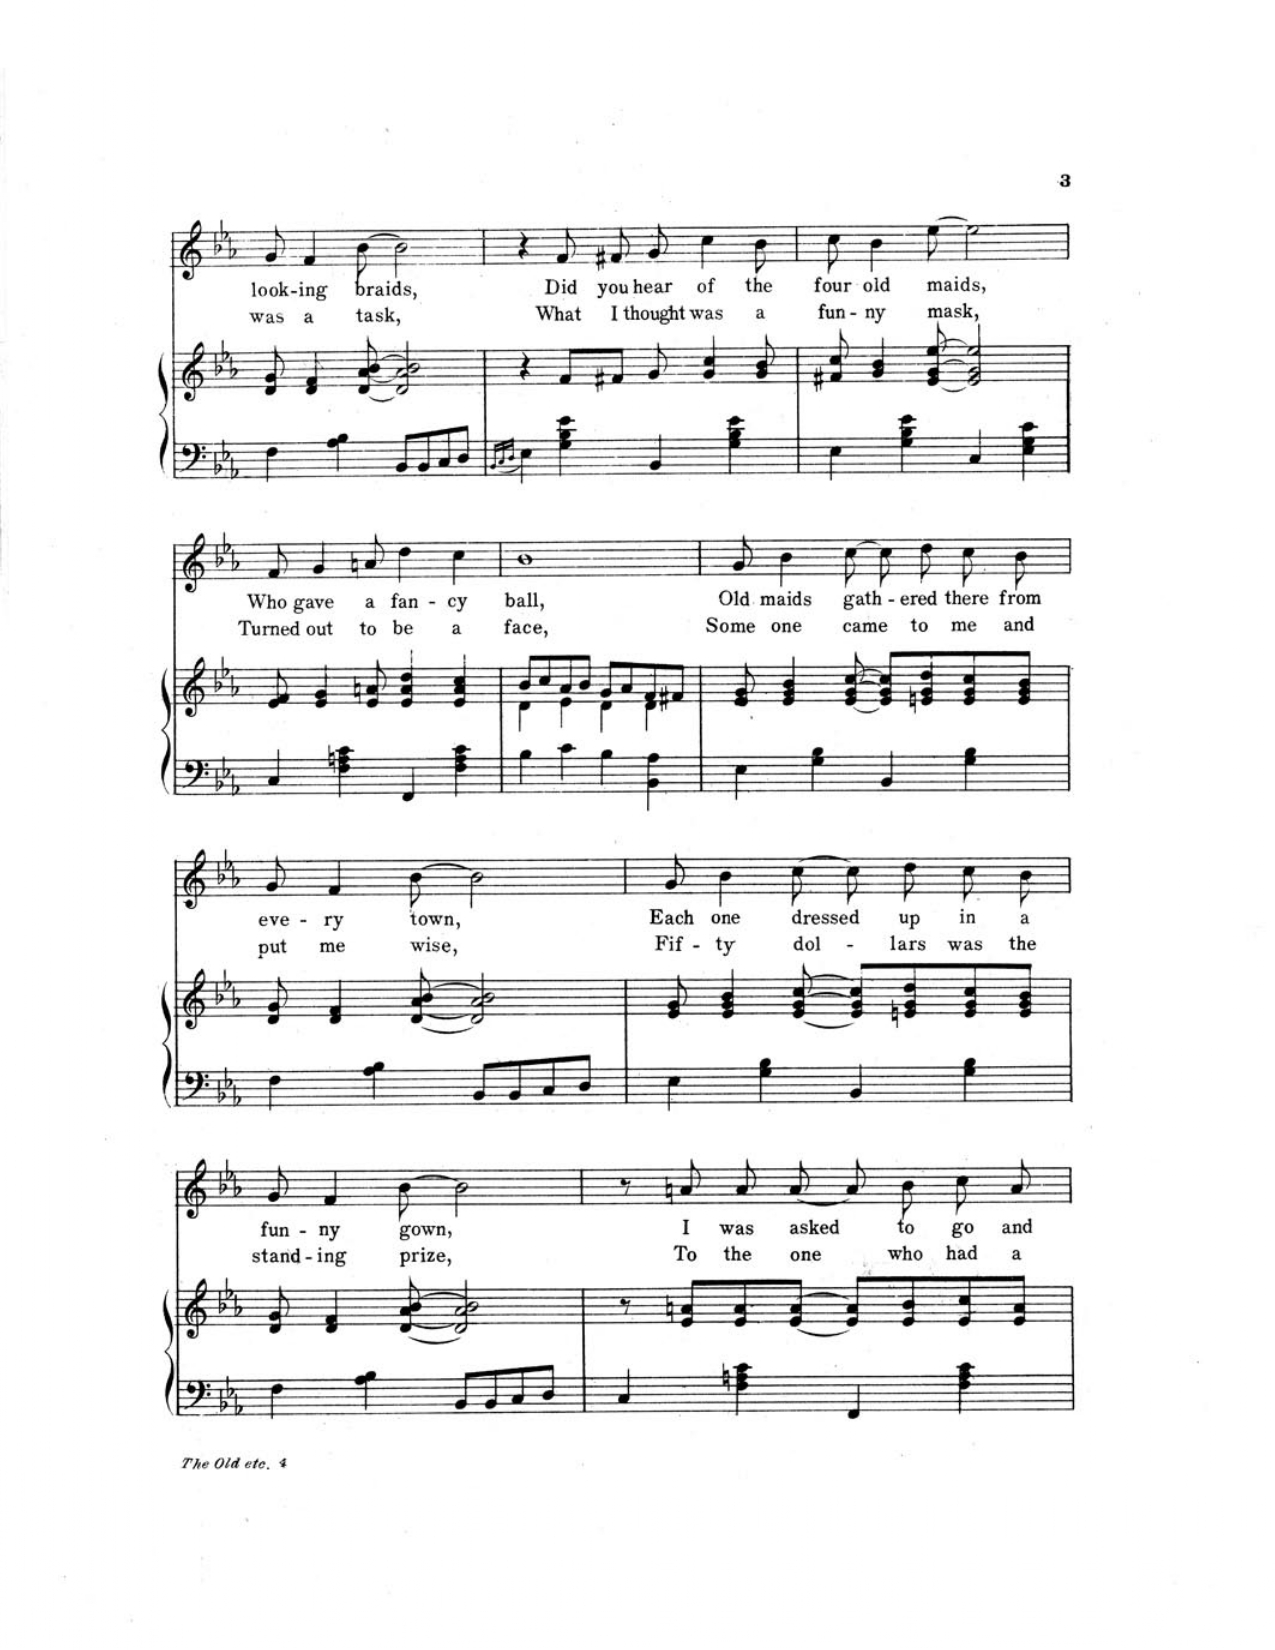 3
look-ing braids, Did you hear of the four old maids,
was a task, What I thought was a fun - ny mask,
Who gave a fan - cy ball, Old maids gath - ered there from
Turned out to be a face, Some one came to me and
eve - ry town, Each one dressed up in a
put me wise, Fif - ty dol - lars was the
fun - ny gown, I was asked to go and
stand - ing prize, To the one who had a
The Old etc. 4